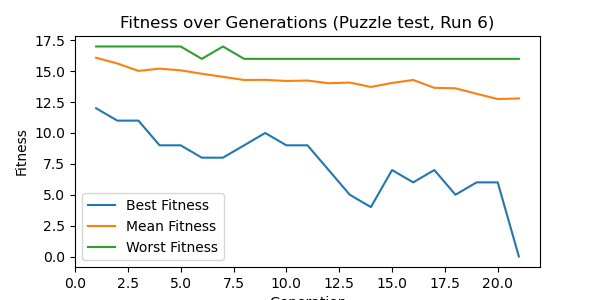 Fitness over Generations (Puzzle test, Run 6)
17.5
15.0
12.5
10.0
7.5
5.0
2.5
0.0
Fitness
Best Fitness
Mean Fitness
Worst Fitness
0.0 2.5 5.0 7.5 10.0 12.5 15.0 17.5 20.0
Generation